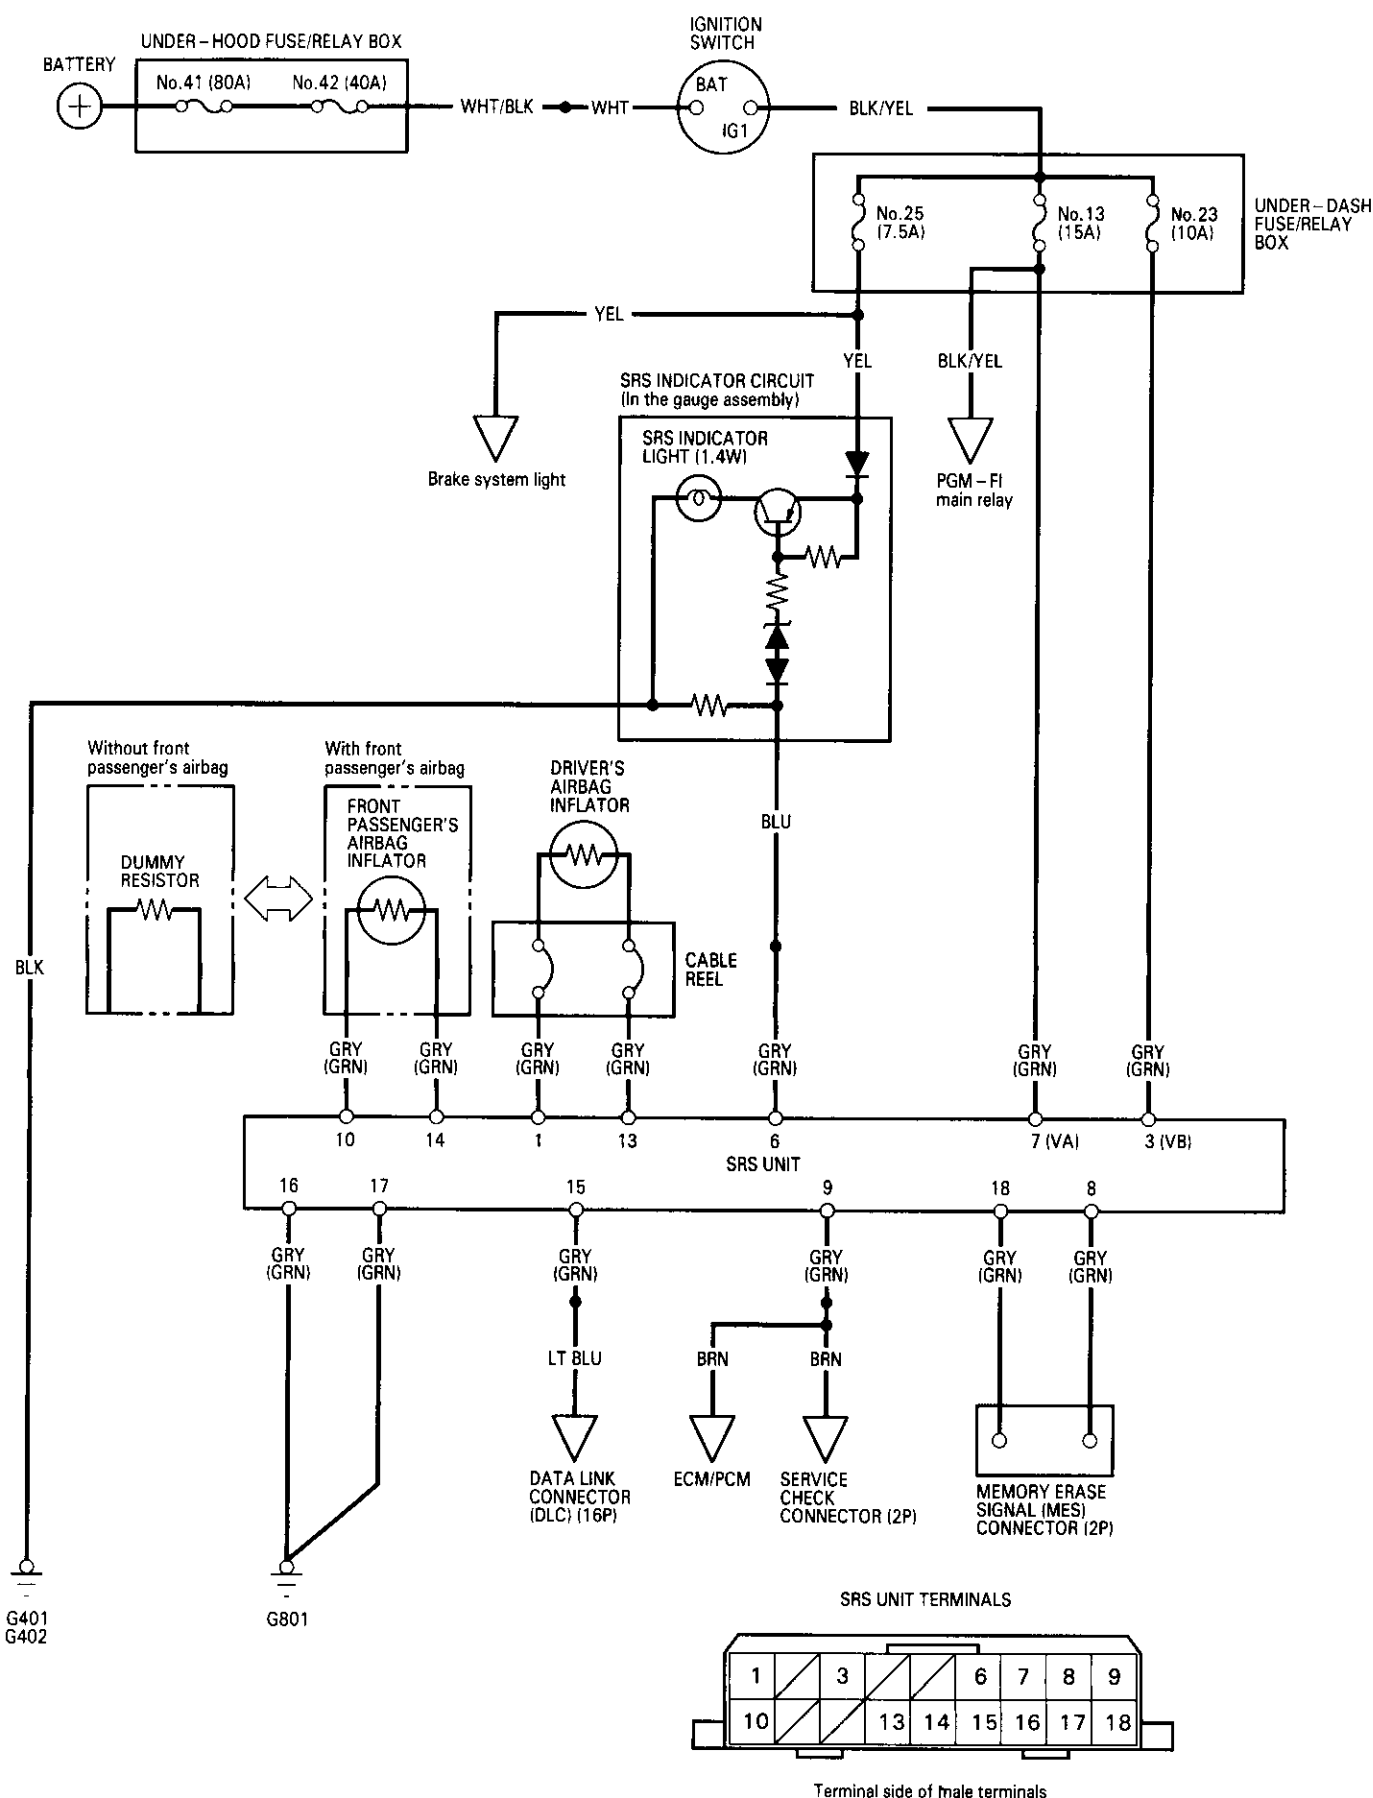 IGNITION
SWITCH
UNDER-HOOD FUSE/RELAY BOX
BATTERY
No.41 (80A)
No.42 (40A)
BAT
IG1
WHT/BLK
WHT
BLK/YEL
No.25
(7.5A)
No.13
(15A)
No.23
(10A)
UNDER-DASH
FUSE/RELAY
BOX
YEL
YEL
BLK/YEL
SRS INDICATOR CIRCUIT
(In the gauge assembly)
SRS INDICATOR
LIGHT (1.4W)
Brake system light
PGM-FI
main relay
Without front
passenger's airbag
With front
passenger's airbag
DRIVER'S
AIRBAG
INFLATOR
FRONT
PASSENGER'S
AIRBAG
INFLATOR
DUMMY
RESISTOR
BLU
BLK
CABLE
REEL
GRY
(GRN)
GRY
(GRN)
GRY
(GRN)
GRY
(GRN)
GRY
(GRN)
GRY
(GRN)
GRY
(GRN)
10
14
1
13
6
7 (VA)
3 (VB)
SRS UNIT
16
17
15
9
18
8
GRY
(GRN)
GRY
(GRN)
GRY
(GRN)
GRY
(GRN)
GRY
(GRN)
GRY
(GRN)
LT BLU
BRN
BRN
DATA LINK
CONNECTOR
(DLC) (16P)
ECM/PCM
SERVICE
CHECK
CONNECTOR (2P)
MEMORY ERASE
SIGNAL (MES)
CONNECTOR (2P)
G401
G402
G801
SRS UNIT TERMINALS
1 3 6 7 8 9
10 13 14 15 16 17 18
Terminal side of male terminals